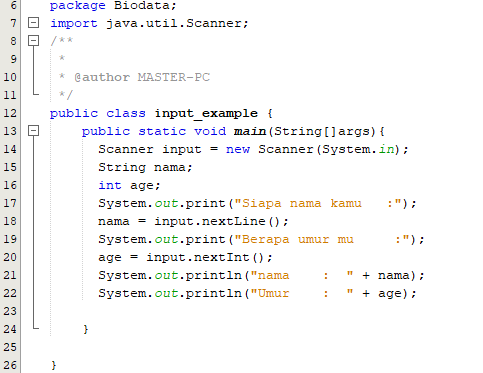 6 package Biodata;
7 import java.util.Scanner;
8 /**
9 *
10 * @author MASTER-PC
11 */
12 public class input_example {
13 public static void main(String[]args){
14 Scanner input = new Scanner(System.in);
15 String nama;
16 int age;
17 System.out.print("Siapa nama kamu   :");
18 nama = input.nextLine();
19 System.out.print("Berapa umur mu     :");
20 age = input.nextInt();
21 System.out.println("nama    :  " + nama);
22 System.out.println("Umur    :  " + age);
23
24 }
25
26 }